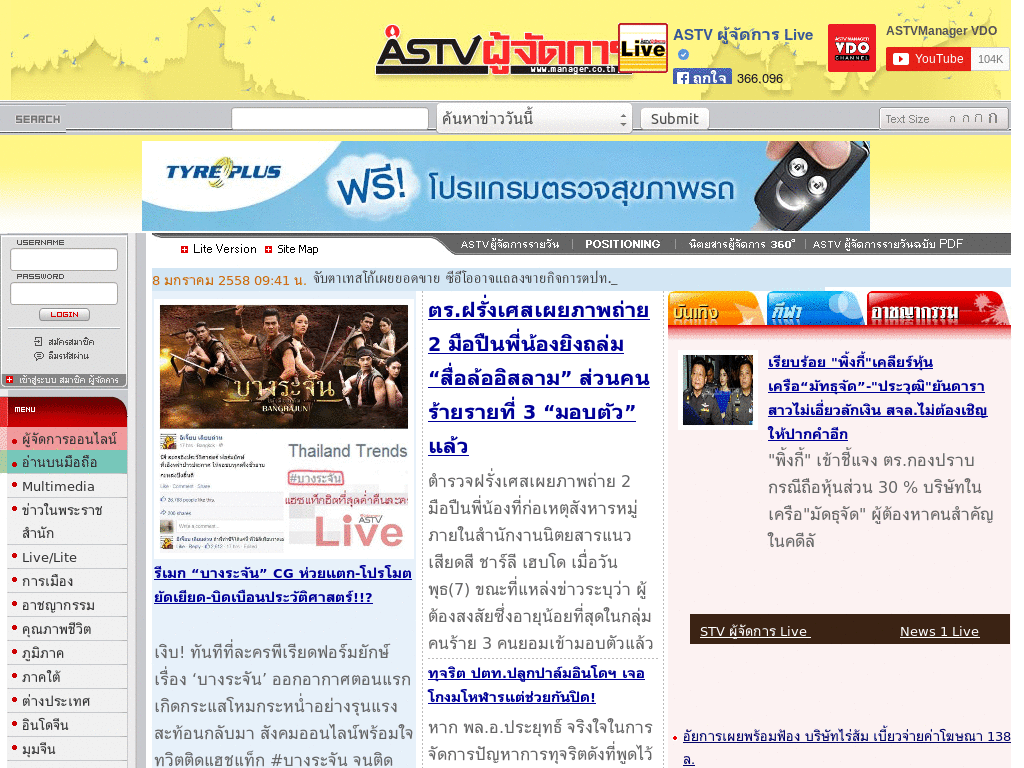 ASTVผู้จัดการ Live
www.manager.co.th
ASTV ผู้จัดการ Live
ถูกใจ 366,096
ASTVMANAGER VDO CHANNEL
ASTVManager VDO
YouTube 104K
SEARCH
ค้นหาข่าววันนี้
Submit
Text Size ก ก ก ก
TYREPLUS
ฟรี! โปรแกรมตรวจสุขภาพรถ
USERNAME
PASSWORD
LOGIN
สมัครสมาชิก
ลืมรหัสผ่าน
เข้าสู่ระบบ สมาชิก ผู้จัดการ
Lite Version
Site Map
ASTVผู้จัดการรายวัน | POSITIONING | นิตยสารผู้จัดการ 360° | ASTV ผู้จัดการรายวันฉบับ PDF
8 มกราคม 2558 09:41 น.
จับตาเทสโก้เผยยอดขาย ซีอีโออาจแถลงขายกิจการตปท._
MENU
ผู้จัดการออนไลน์
อ่านบนมือถือ
Multimedia
ข่าวในพระราช
สำนัก
Live/Lite
การเมือง
อาชญากรรม
คุณภาพชีวิต
ภูมิภาค
ภาคใต้
ต่างประเทศ
อินโดจีน
มุมจีน
บางระจัน
BANGRAJUN
Thailand Trends
#บางระจัน
Live
รีเมก “บางระจัน” CG ห่วยแตก-โปรโมต
ยัดเยียด-บิดเบือนประวัติศาสตร์!!?
เงิบ! ทันทีที่ละครพีเรียดฟอร์มยักษ์
เรื่อง ‘บางระจัน’ ออกอากาศตอนแรก
เกิดกระแสโหมกระหน่ำอย่างรุนแรง
สะท้อนกลับมา สังคมออนไลน์พร้อมใจ
ทวิตติดแฮชแท็ก #บางระจัน จนติด
ตร.ฝรั่งเศสเผยภาพถ่าย
2 มือปืนพี่น้องยิงถล่ม
“สื่อล้ออิสลาม” ส่วนคน
ร้ายรายที่ 3 “มอบตัว”
แล้ว
ตำรวจฝรั่งเศสเผยภาพถ่าย 2
มือปืนพี่น้องที่ก่อเหตุสังหารหมู่
ภายในสำนักงานนิตยสารแนว
เสียดสี ชาร์ลี เฮบโด เมื่อวัน
พุธ(7) ขณะที่แหล่งข่าวระบุว่า ผู้
ต้องสงสัยซึ่งอายุน้อยที่สุดในกลุ่ม
คนร้าย 3 คนยอมเข้ามอบตัวแล้ว
ทุจริต ปตท.ปลูกปาล์มอินโดฯ เจอ
โกงมโหฬารแต่ช่วยกันปิด!
หาก พล.อ.ประยุทธ์ จริงใจในการ
จัดการปัญหาการทุจริตดังที่พูดไว้
บันเทิง
กีฬา
อาชญากรรม
เรียบร้อย "พิ้งกี้"เคลียร์หุ้น
เครือ“มัทธุจัด”-"ประวุฒิ"ยันดารา
สาวไม่เอี่ยวลักเงิน สจล.ไม่ต้องเชิญ
ให้ปากคำอีก
"พิ้งกี้" เข้าชี้แจง ตร.กองปราบ
กรณีถือหุ้นส่วน 30 % บริษัทใน
เครือ"มัดธุจัด" ผู้ต้องหาคนสำคัญ
ในคดีลั
STV ผู้จัดการ Live
News 1 Live
อัยการเผยพร้อมฟ้อง บริษัทไร่ส้ม เบี้ยวจ่ายค่าโฆษณา 138
ล.